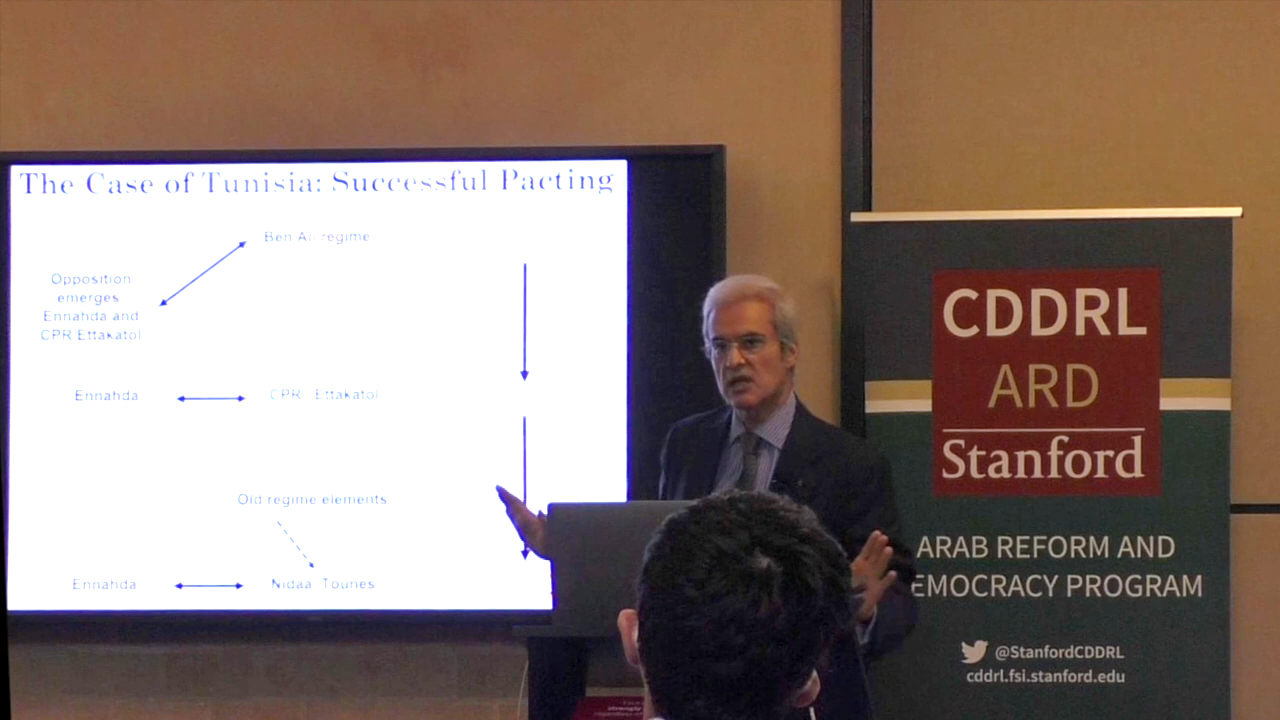 The Case of Tunisia: Successful Pacting
Ben Ali regime
Opposition
emerges
Ennahda and
CPR Ettakatol
Ennahda
CPR Ettakatol
Old regime elements
Ennahda
Nidaa Tounes
CDDRL
ARD
Stanford
ARAB REFORM AND
EMOCRACY PROGRAM
@StanfordCDDRL
cddrl.fsi.stanford.edu
strongly